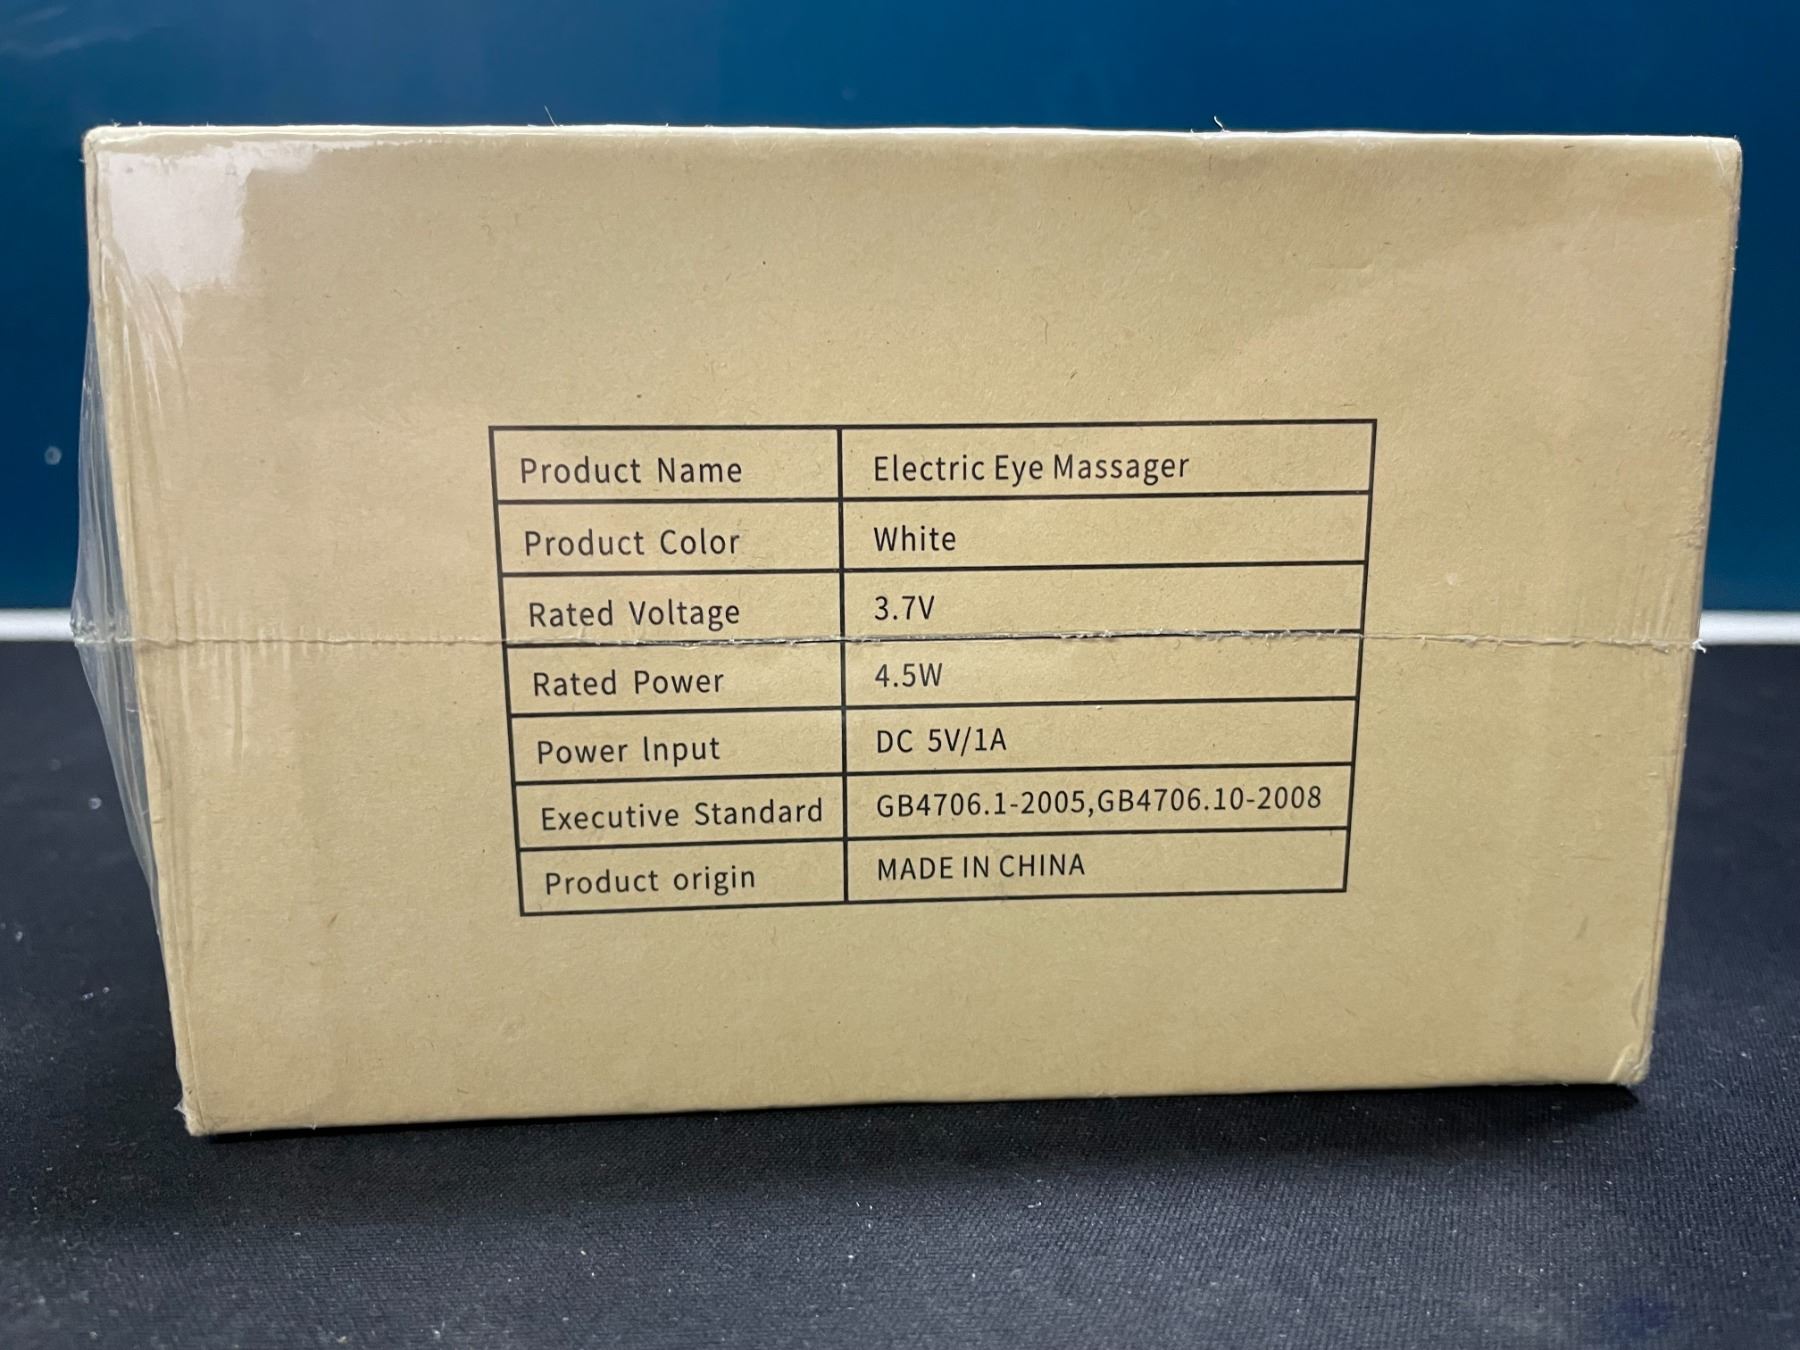 Product Name Electric Eye Massager
Product Color White
Rated Voltage 3.7V
Rated Power 4.5W
Power Input DC 5V/1A
Executive Standard GB4706.1-2005,GB4706.10-2008
Product origin MADE IN CHINA